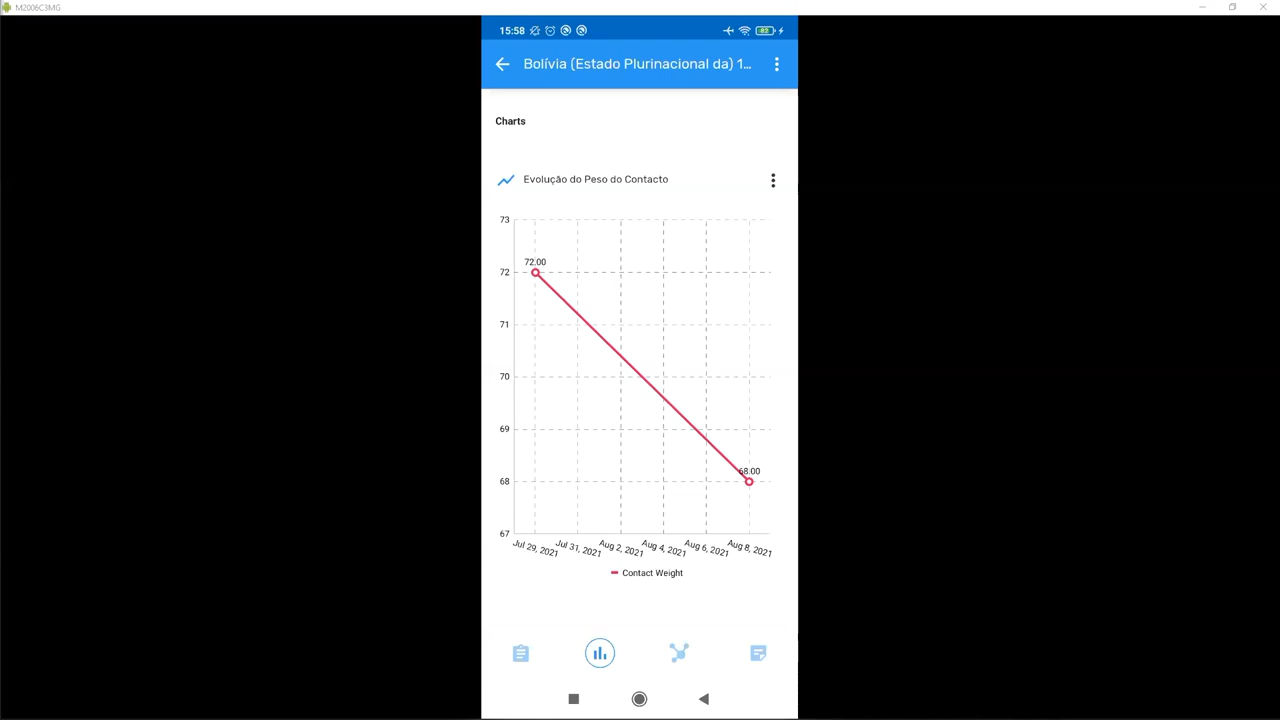 M2006C3MG
15:58
82
Bolívia (Estado Plurinacional da) 1...
Charts
Evolução do Peso do Contacto
73
72.00
72
71
70
69
68.00
68
67
Jul 29, 2021
Jul 31, 2021
Aug 2, 2021
Aug 4, 2021
Aug 6, 2021
Aug 8, 2021
Contact Weight